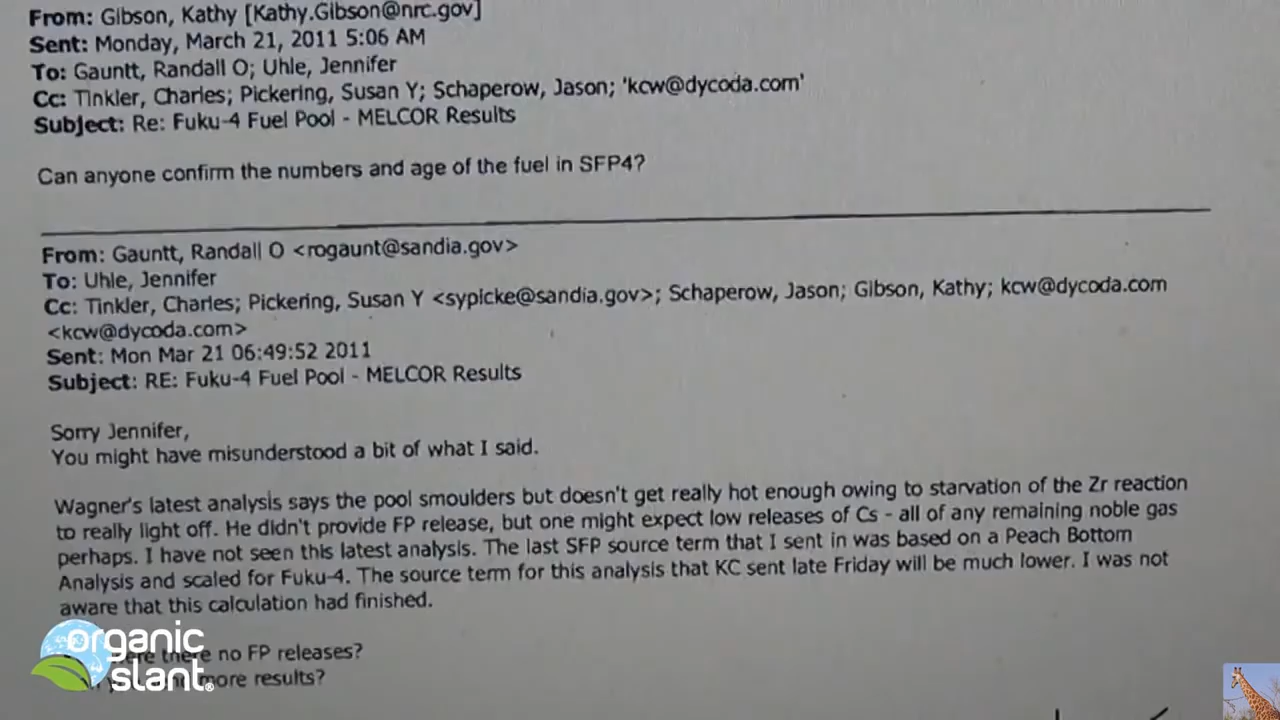 From: Gibson, Kathy [Kathy.Gibson@nrc.gov]
Sent: Monday, March 21, 2011 5:06 AM
To: Gauntt, Randall O; Uhle, Jennifer
Cc: Tinkler, Charles; Pickering, Susan Y; Schaperow, Jason; 'kcw@dycoda.com'
Subject: Re: Fuku-4 Fuel Pool - MELCOR Results
Can anyone confirm the numbers and age of the fuel in SFP4?
From: Gauntt, Randall O <rogaunt@sandia.gov>
To: Uhle, Jennifer
Cc: Tinkler, Charles; Pickering, Susan Y <sypicke@sandia.gov>; Schaperow, Jason; Gibson, Kathy; kcw@dycoda.com
<kcw@dycoda.com>
Sent: Mon Mar 21 06:49:52 2011
Subject: RE: Fuku-4 Fuel Pool - MELCOR Results
Sorry Jennifer,
You might have misunderstood a bit of what I said.
Wagner's latest analysis says the pool smoulders but doesn't get really hot enough owing to starvation of the Zr reaction
to really light off. He didn't provide FP release, but one might expect low releases of Cs - all of any remaining noble gas
perhaps. I have not seen this latest analysis. The last SFP source term that I sent in was based on a Peach Bottom
Analysis and scaled for Fuku-4. The source term for this analysis that KC sent late Friday will be much lower. I was not
aware that this calculation had finished.
there no FP releases?
more results?
organic
slant®